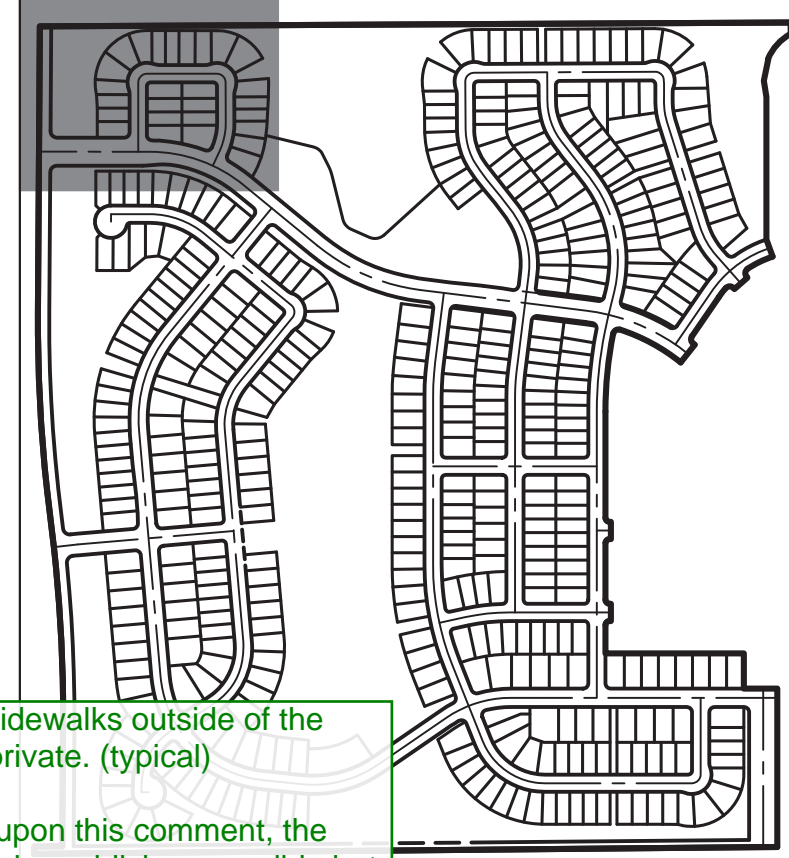 idewalks outside of the
private. (typical)
upon this comment, the